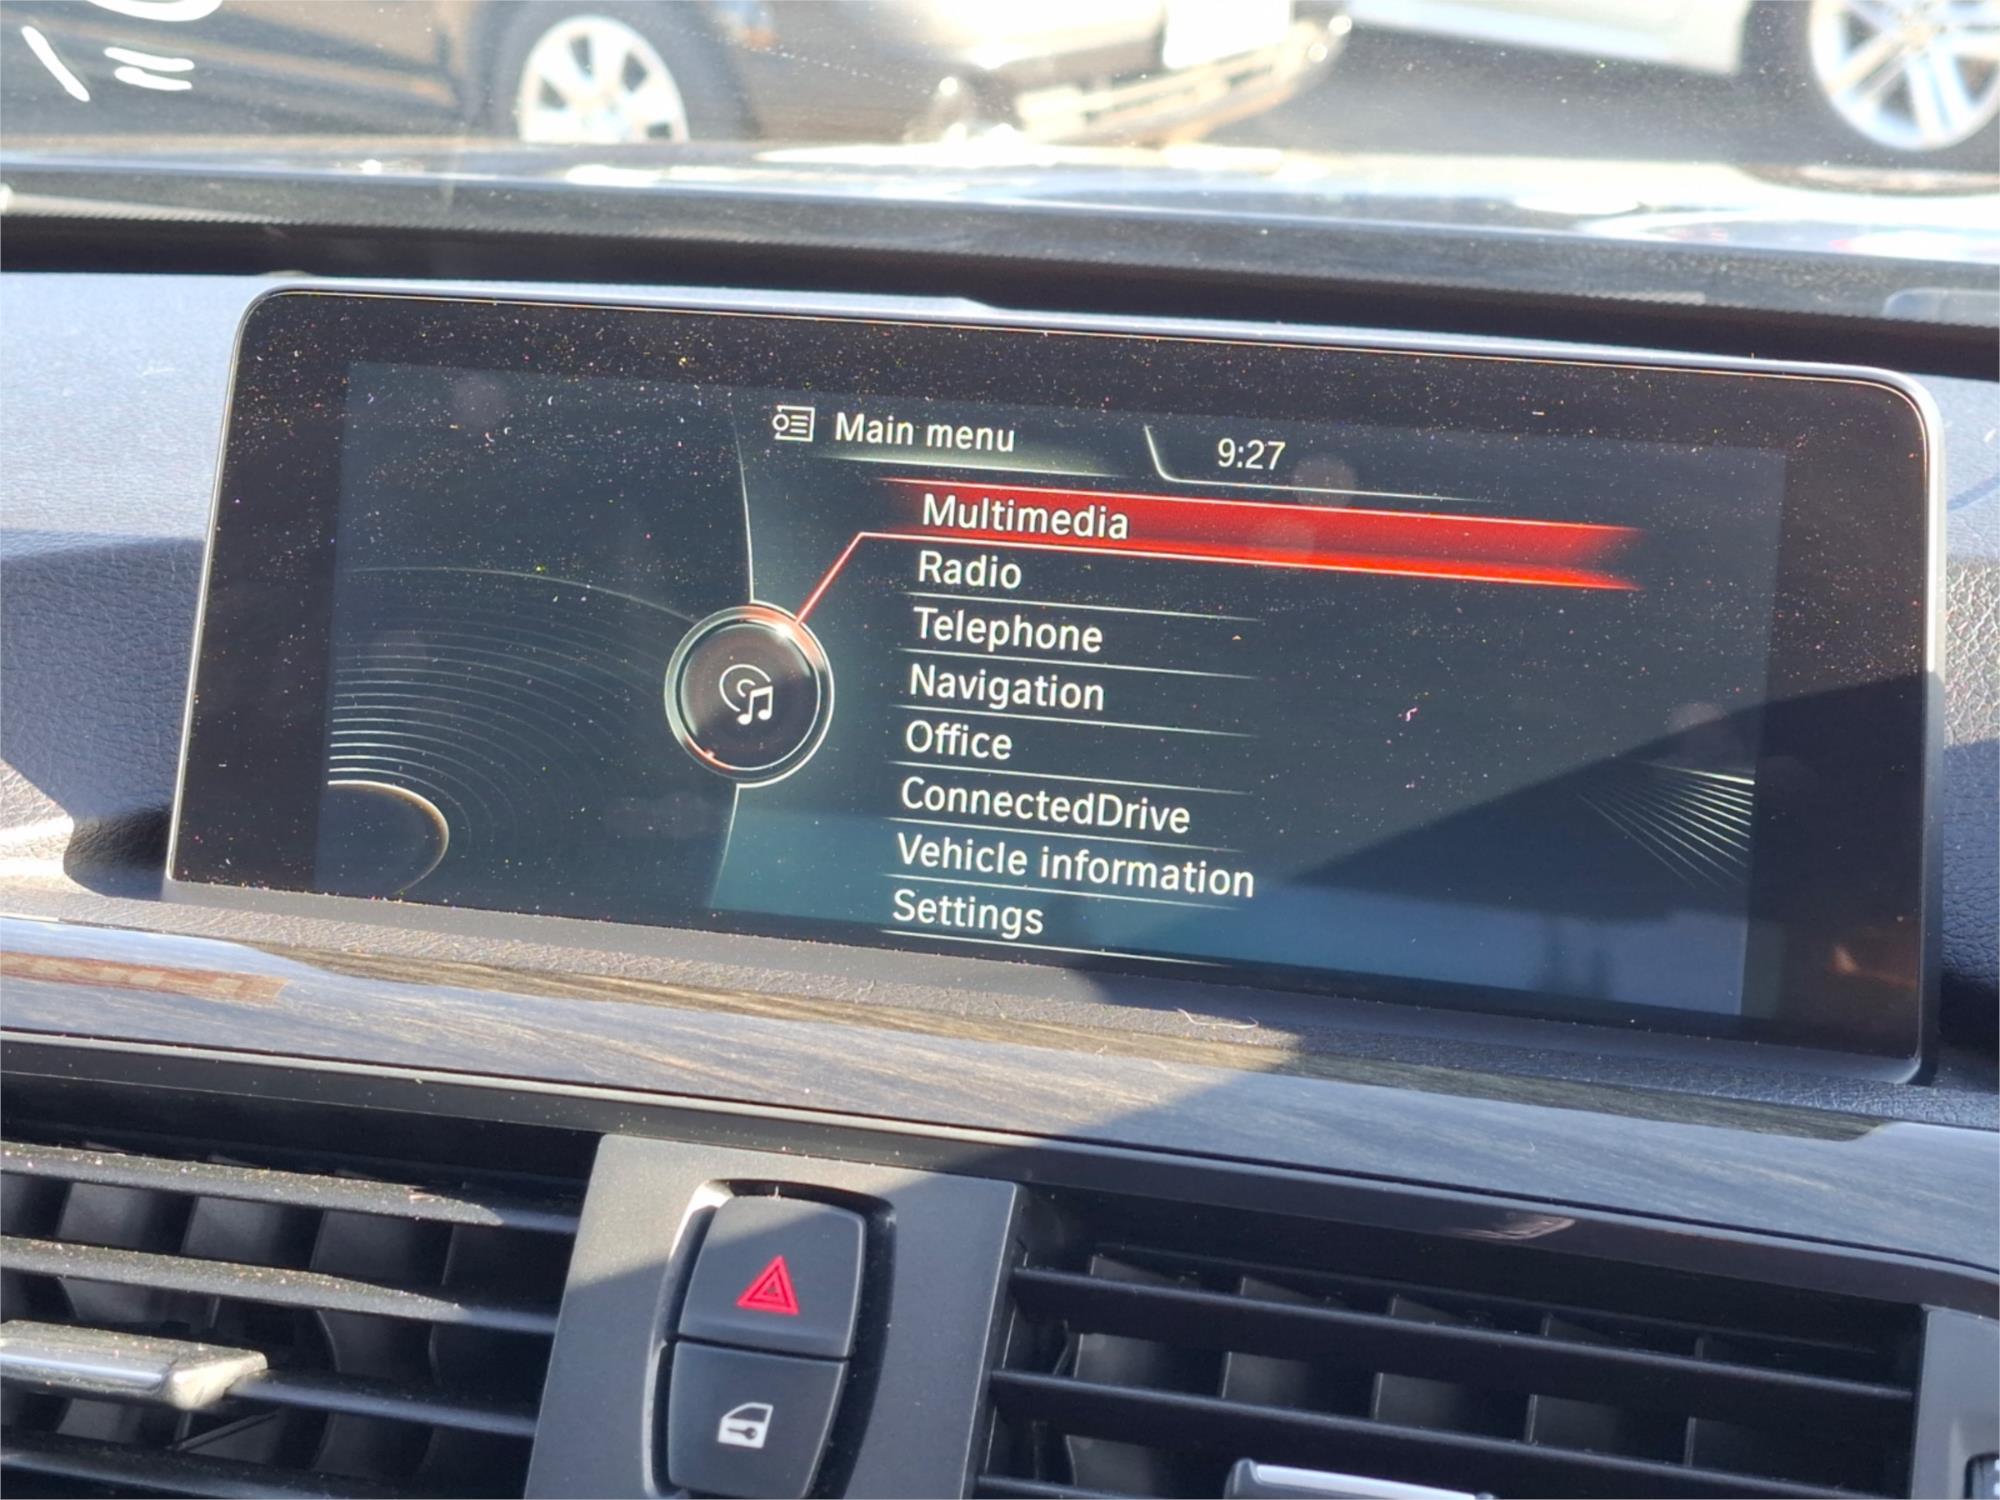 Main menu
9:27
Multimedia
Radio
Telephone
Navigation
Office
ConnectedDrive
Vehicle information
Settings